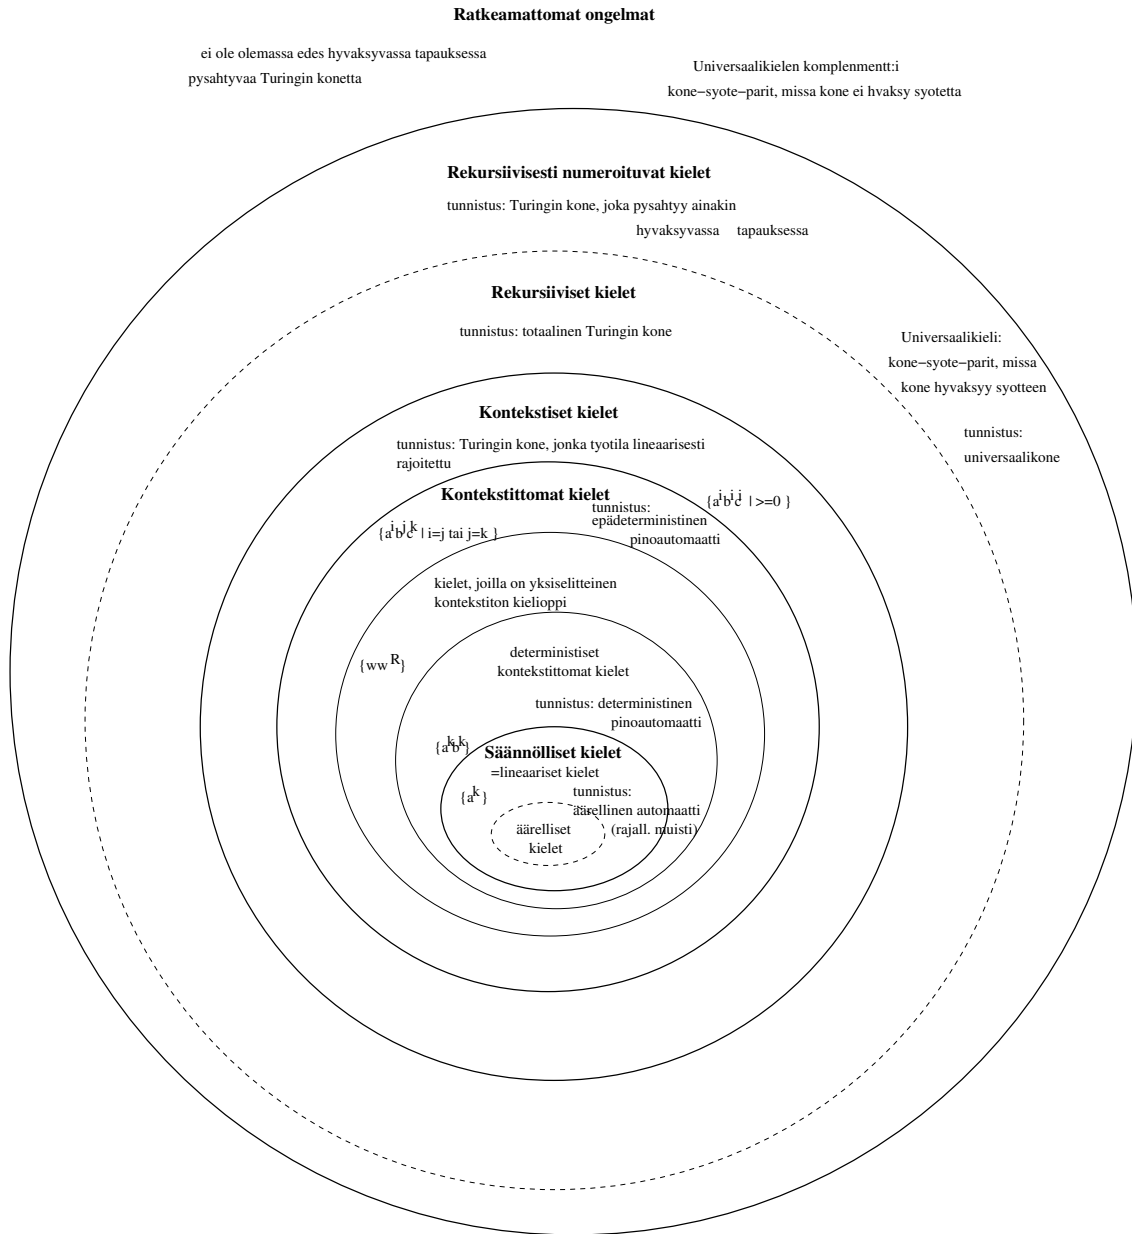 Ratkeamattomat ongelmat
ei ole olemassa edes hyvaksyvassa tapauksessa
pysahtyvaa Turingin konetta
Universaalikielen komplenmentt:i
kone−syote−parit, missa kone ei hvaksy syotetta
Rekursiivisesti numeroituvat kielet
tunnistus: Turingin kone, joka pysahtyy ainakin
hyvaksyvassa tapauksessa
Rekursiiviset kielet
tunnistus: totaalinen Turingin kone
Universaalikieli:
kone−syote−parit, missa
kone hyvaksyy syotteen
tunnistus:
universaalikone
Kontekstiset kielet
tunnistus: Turingin kone, jonka tyotila lineaarisesti
rajoitettu
{a^i b^i c^i | >=0 }
Kontekstittomat kielet
tunnistus:
epädeterministinen
pinoautomaatti
{a^i b^j c^k | i=j tai j=k }
kielet, joilla on yksiselitteinen
kontekstiton kielioppi
{ww^R}
deterministiset
kontekstittomat kielet
tunnistus: deterministinen
pinoautomaatti
{a^k b^k}
Säännölliset kielet
=lineaariset kielet
{a^k}
tunnistus:
äärellinen automaatti
(rajall. muisti)
äärelliset
kielet